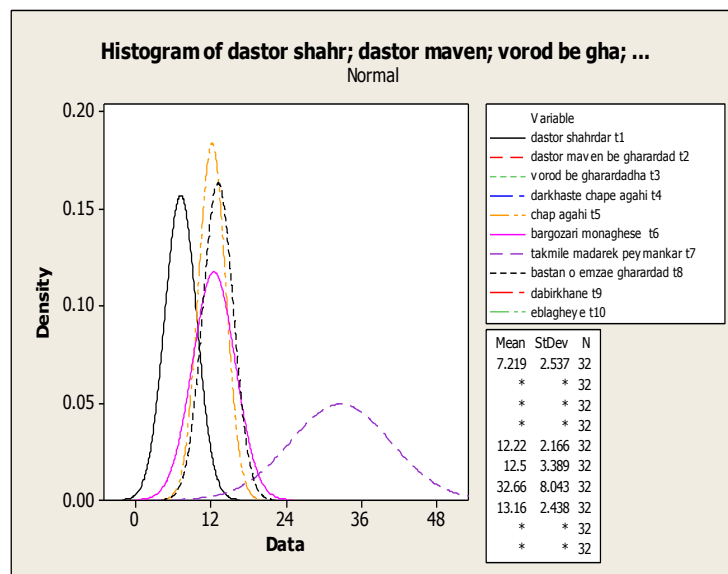 Histogram of dastor shahr; dastor maven; vorod be gha; ...
Normal
0.20
0.15
0.10
0.05
0.00
Density
0 12 24 36 48
Data
Variable
dastor shahrdar t1
dastor maven be gharardad t2
vorod be gharardadha t3
darkhaste chape agahi t4
chap agahi t5
bargozari monaghese t6
takmile madarek peymankar t7
bastan o emzae gharardad t8
dabirkhane t9
eblagheye t10
Mean StDev N
7.219 2.537 32
* * 32
* * 32
* * 32
12.22 2.166 32
12.5 3.389 32
32.66 8.043 32
13.16 2.438 32
* * 32
* * 32